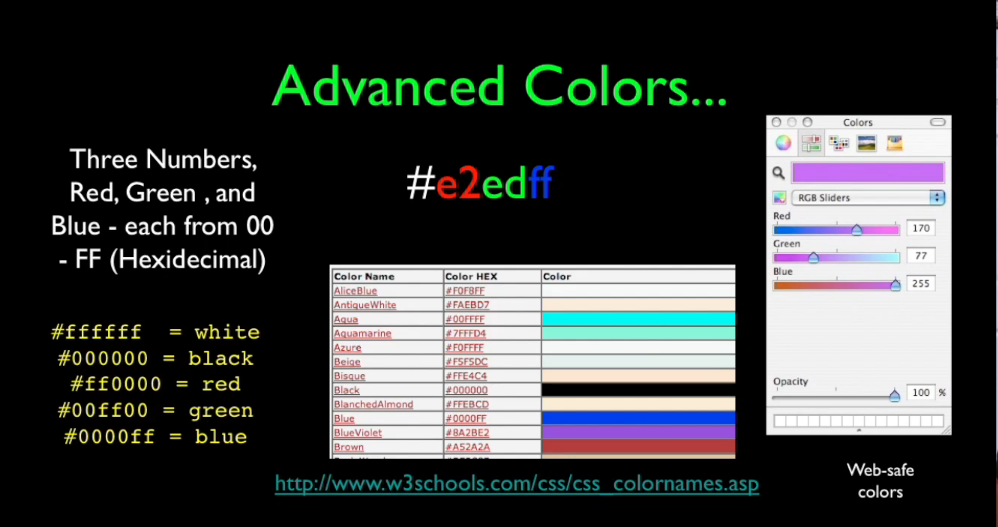 Advanced Colors...
Three Numbers,
Red, Green , and
Blue - each from 00
- FF (Hexidecimal)
#e2edff
#ffffff = white
#000000 = black
#ff0000 = red
#00ff00 = green
#0000ff = blue
Color Name Color HEX Color
AliceBlue #F0F8FF
AntiqueWhite #FAEBD7
Aqua #00FFFF
Aquamarine #7FFFD4
Azure #F0FFFF
Beige #F5F5DC
Bisque #FFE4C4
Black #000000
BlanchedAlmond #FFEBCD
Blue #0000FF
BlueViolet #8A2BE2
Brown #A52A2A
http://www.w3schools.com/css/css_colornames.asp
Colors
RGB Sliders
Red
170
Green
77
Blue
255
Opacity
100 %
Web-safe
colors